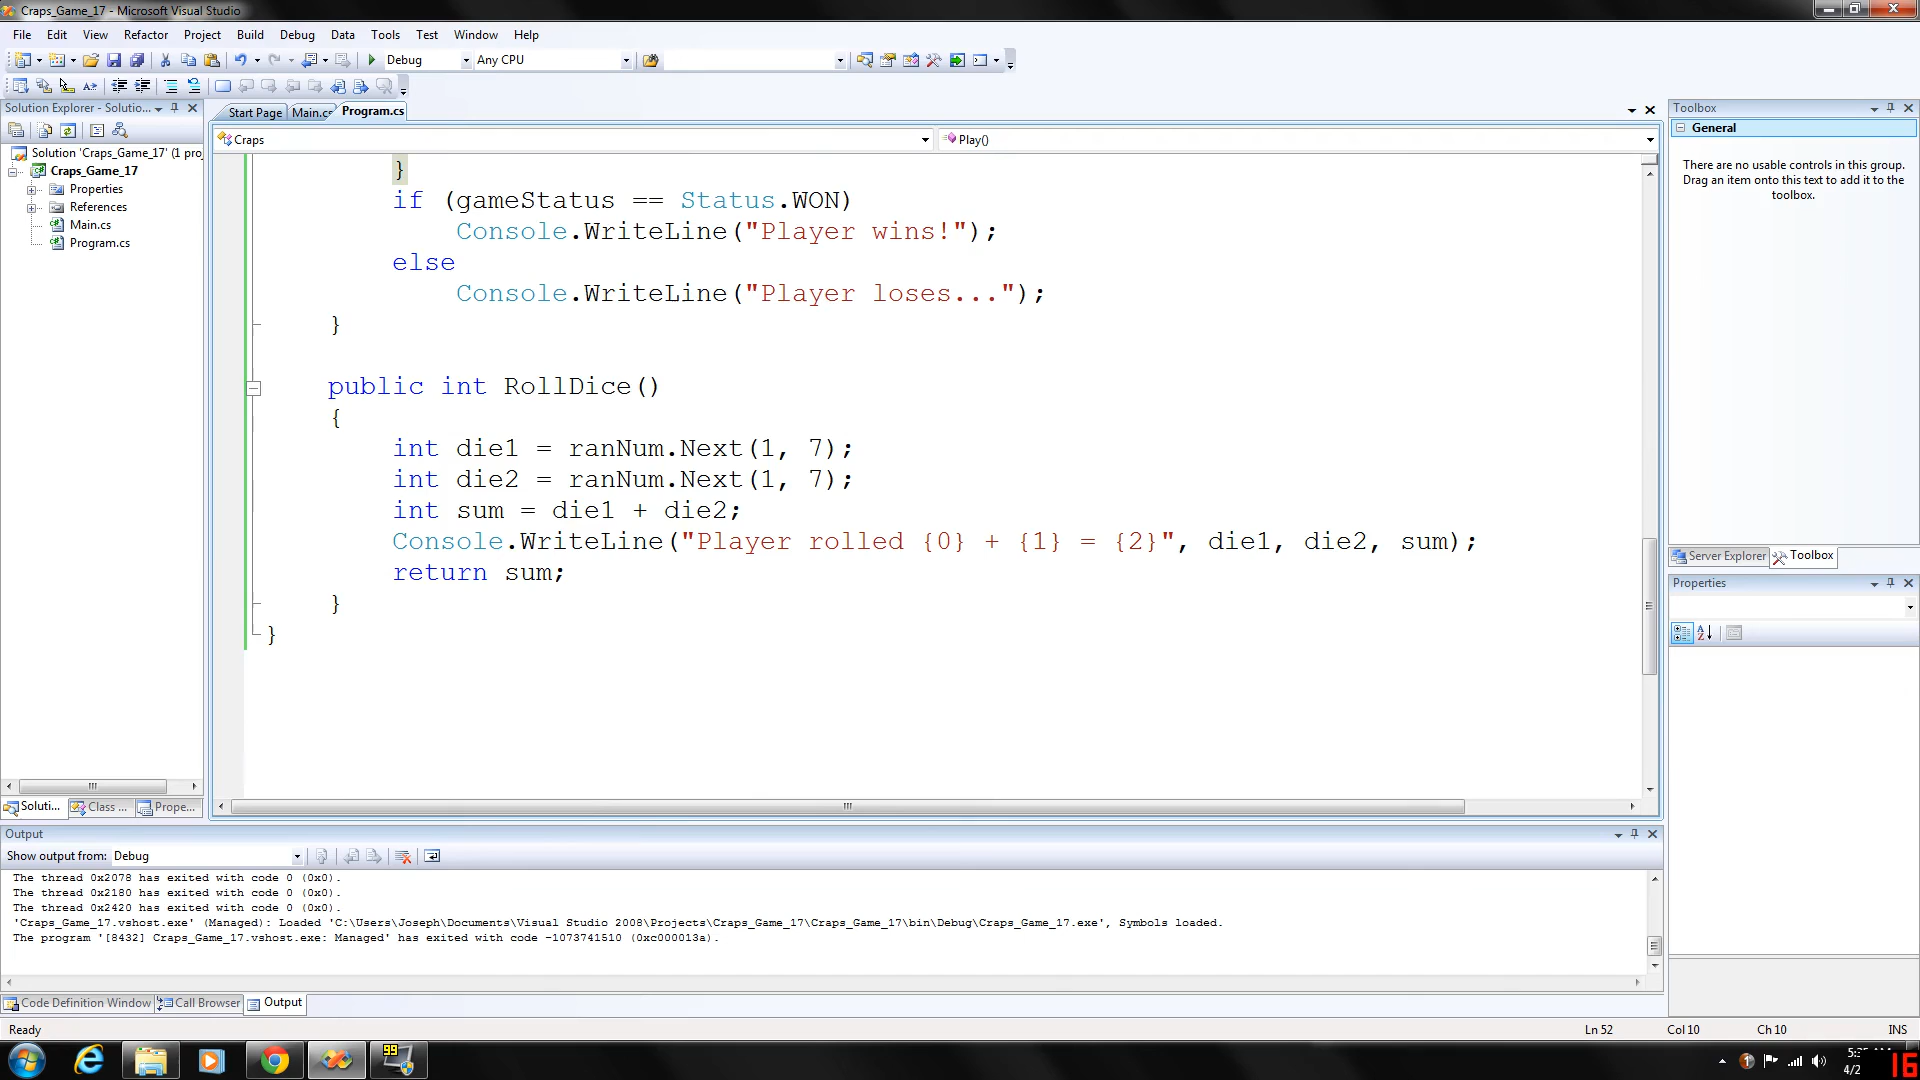 Craps_Game_17 - Microsoft Visual Studio
File Edit View Refactor Project Build Debug Data Tools Test Window Help
Debug Any CPU
Solution Explorer - Solutio...
Start Page Main.cs Program.cs
Toolbox
Craps Play()
General
There are no usable controls in this group. Drag an item onto this text to add it to the toolbox.
Solution 'Craps_Game_17' (1 proj
Craps_Game_17
Properties
References
Main.cs
Program.cs
}
if (gameStatus == Status.WON)
Console.WriteLine("Player wins!");
else
Console.WriteLine("Player loses...");
}
public int RollDice()
{
int die1 = ranNum.Next(1, 7);
int die2 = ranNum.Next(1, 7);
int sum = die1 + die2;
Console.WriteLine("Player rolled {0} + {1} = {2}", die1, die2, sum);
return sum;
}
}
Server Explorer Toolbox
Properties
Soluti... Class ... Prope...
Output
Show output from: Debug
The thread 0x2078 has exited with code 0 (0x0).
The thread 0x2180 has exited with code 0 (0x0).
The thread 0x2420 has exited with code 0 (0x0).
'Craps_Game_17.vshost.exe' (Managed): Loaded 'C:\Users\Joseph\Documents\Visual Studio 2008\Projects\Craps_Game_17\Craps_Game_17\bin\Debug\Craps_Game_17.exe', Symbols loaded.
The program '[8432] Craps_Game_17.vshost.exe: Managed' has exited with code -1073741510 (0xc000013a).
Code Definition Window Call Browser Output
Ready Ln 52 Col 10 Ch 10 INS
99
16